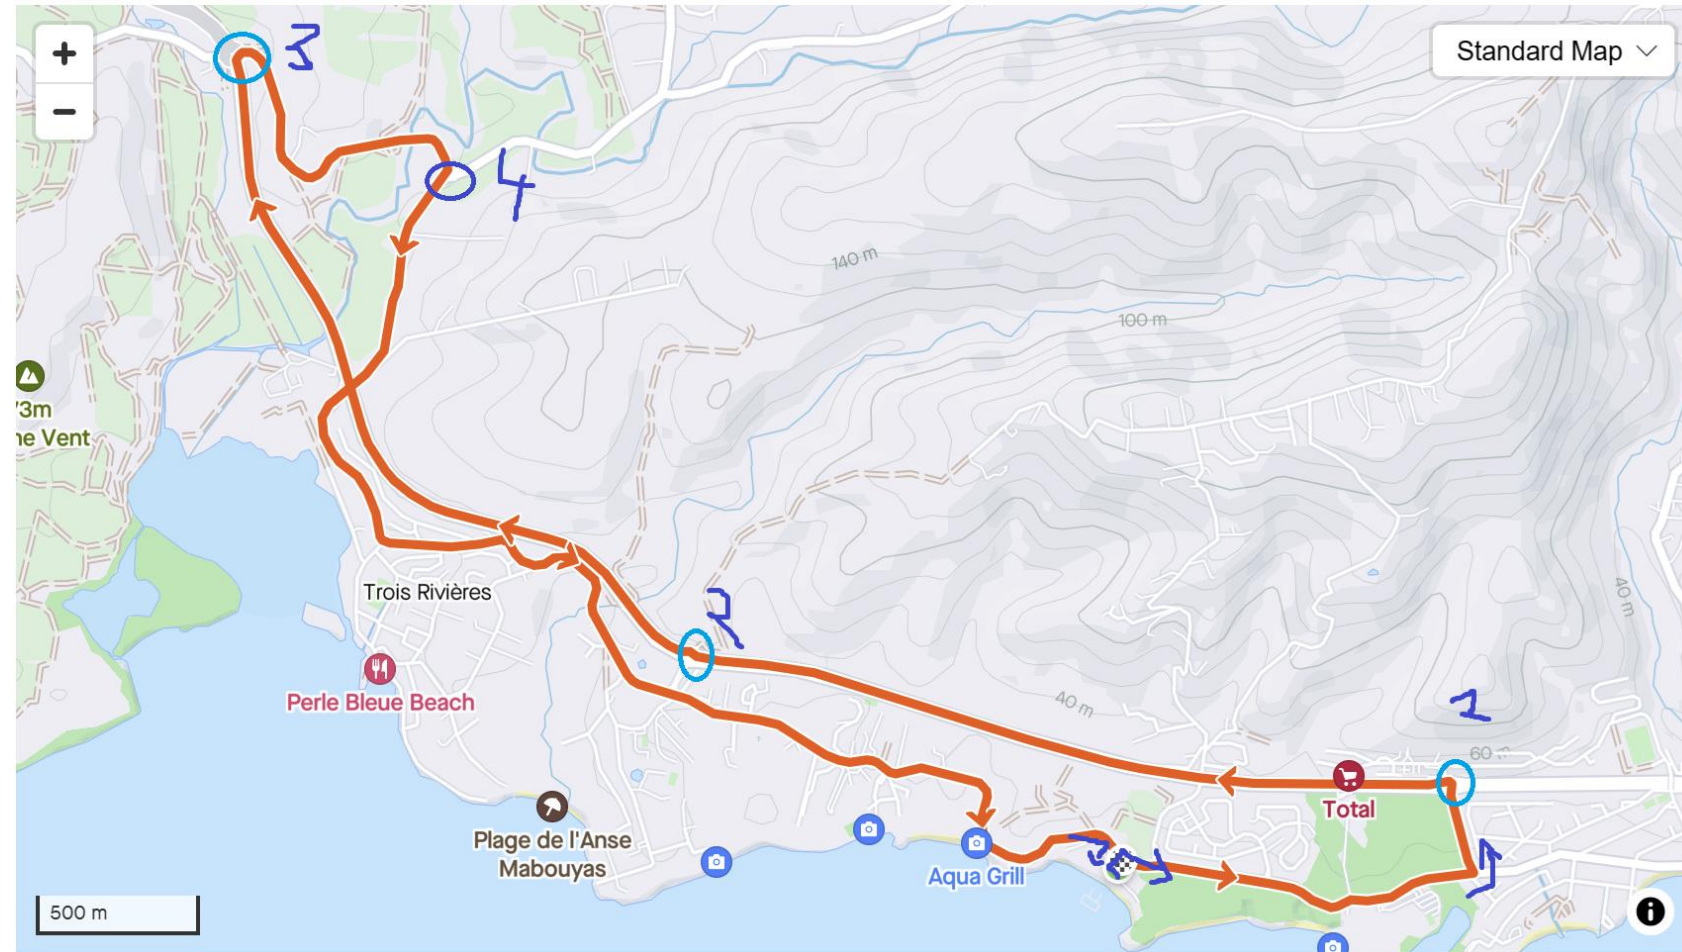 +
3
Standard Map
−
4
140 m
100 m
73m
ne Vent
40 m
Trois Rivières
2
Perle Bleue Beach
40 m
1
60 m
Total
Plage de l'Anse
Mabouyas
Aqua Grill
500 m
i